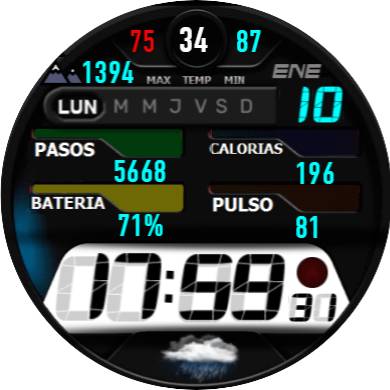 75 34 87
1394 MAX TEMP MIN ENE
LUN M M J V S D 10
PASOS CALORIAS
5668 196
BATERIA PULSO
71% 81
17:59 31